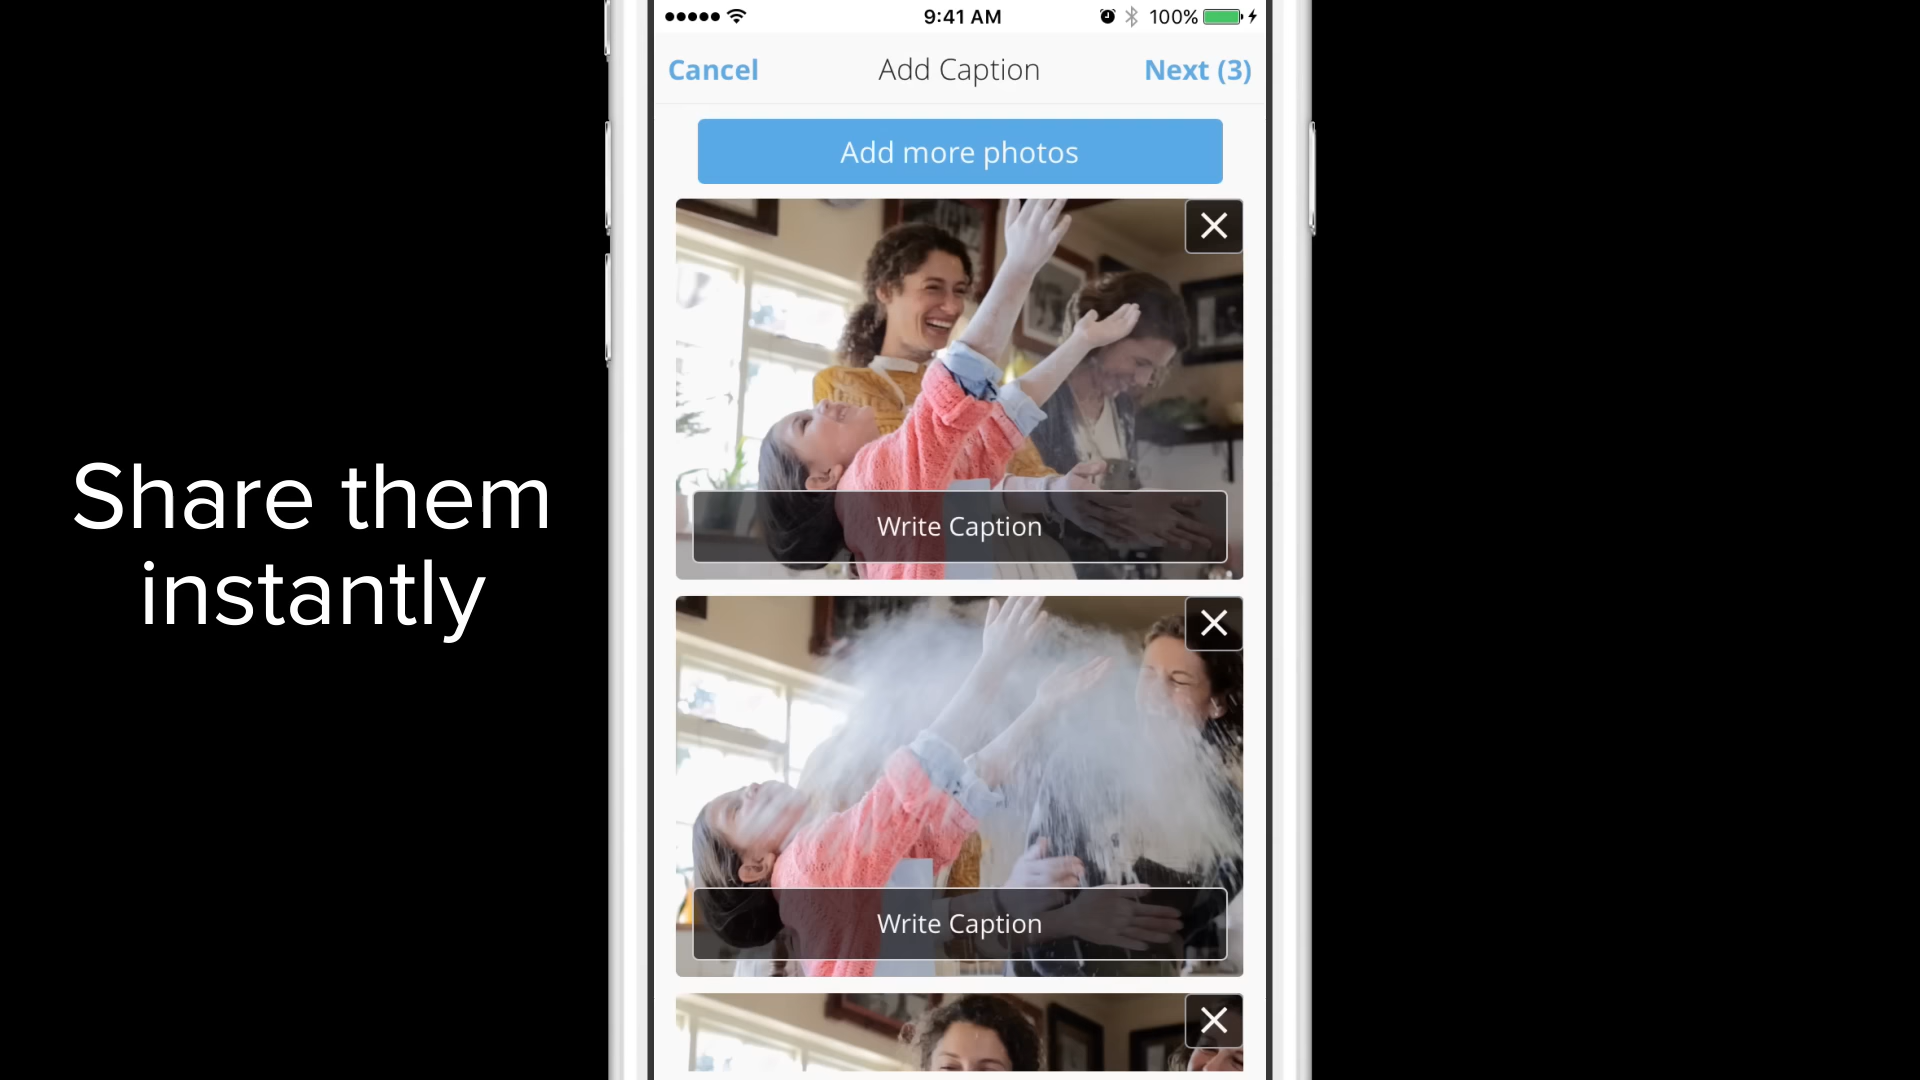 9:41 AM
100%
Cancel
Add Caption
Next (3)
Add more photos
Write Caption
Share them
instantly
Write Caption